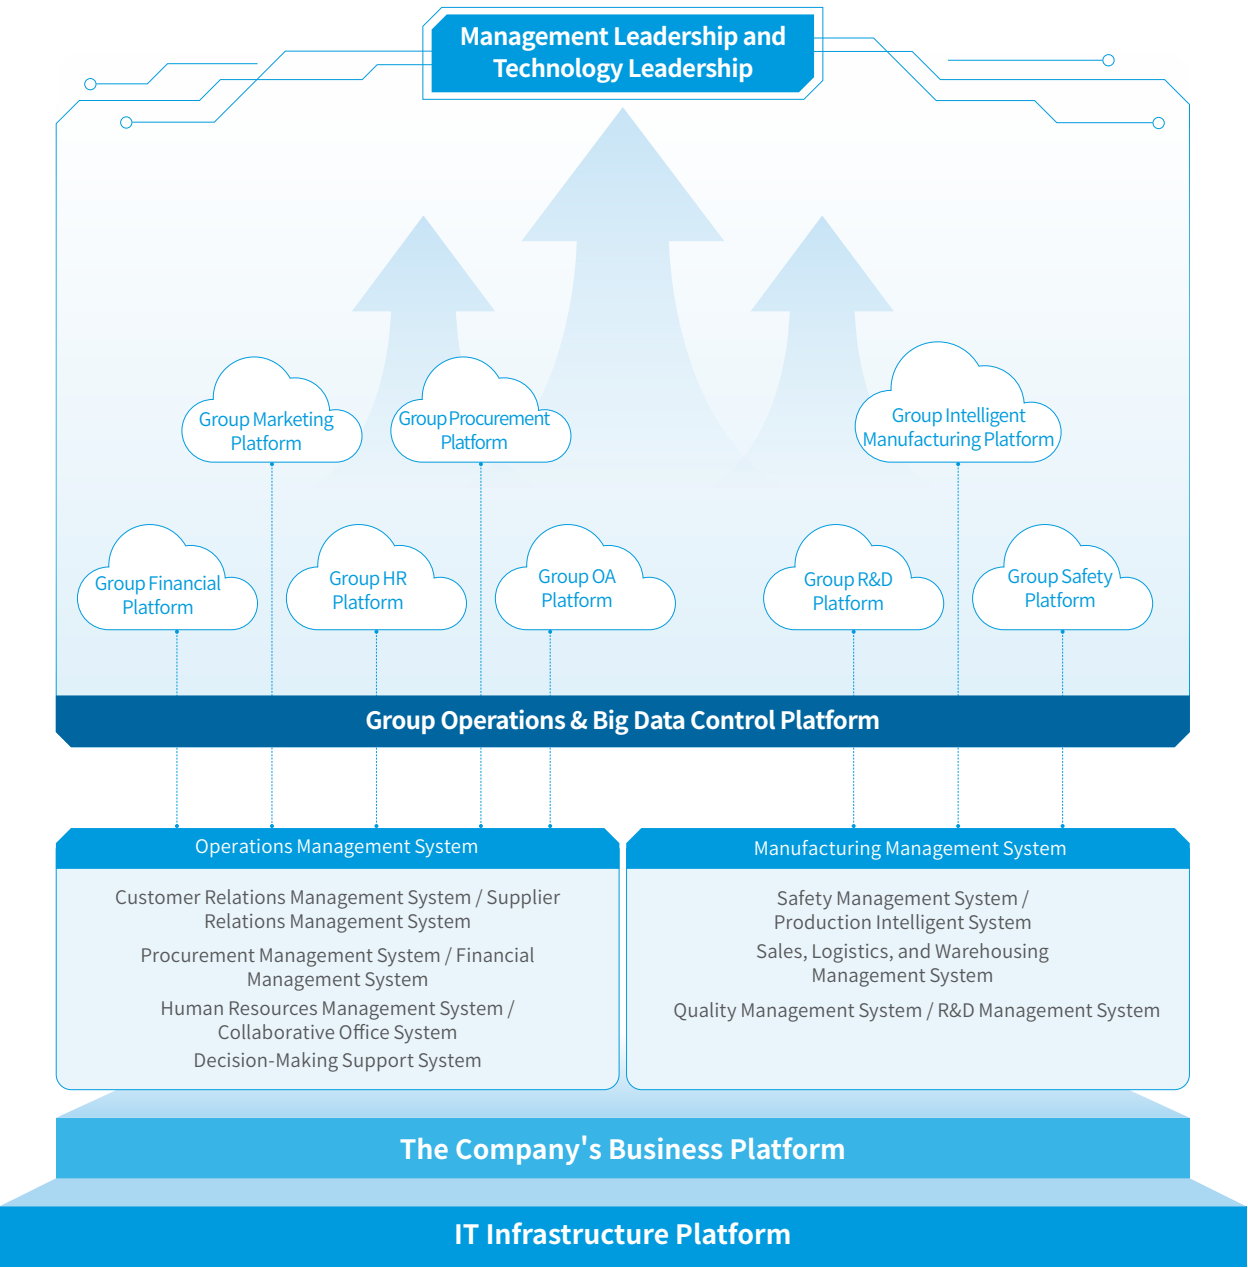 Management Leadership and
Technology Leadership
Group Marketing
Platform
Group Procurement
Platform
Group Intelligent
Manufacturing Platform
Group Financial
Platform
Group HR
Platform
Group OA
Platform
Group R&D
Platform
Group Safety
Platform
Group Operations & Big Data Control Platform
Operations Management System
Customer Relations Management System / Supplier
Relations Management System
Procurement Management System / Financial
Management System
Human Resources Management System /
Collaborative Office System
Decision-Making Support System
Manufacturing Management System
Safety Management System /
Production Intelligent System
Sales, Logistics, and Warehousing
Management System
Quality Management System / R&D Management System
The Company's Business Platform
IT Infrastructure Platform